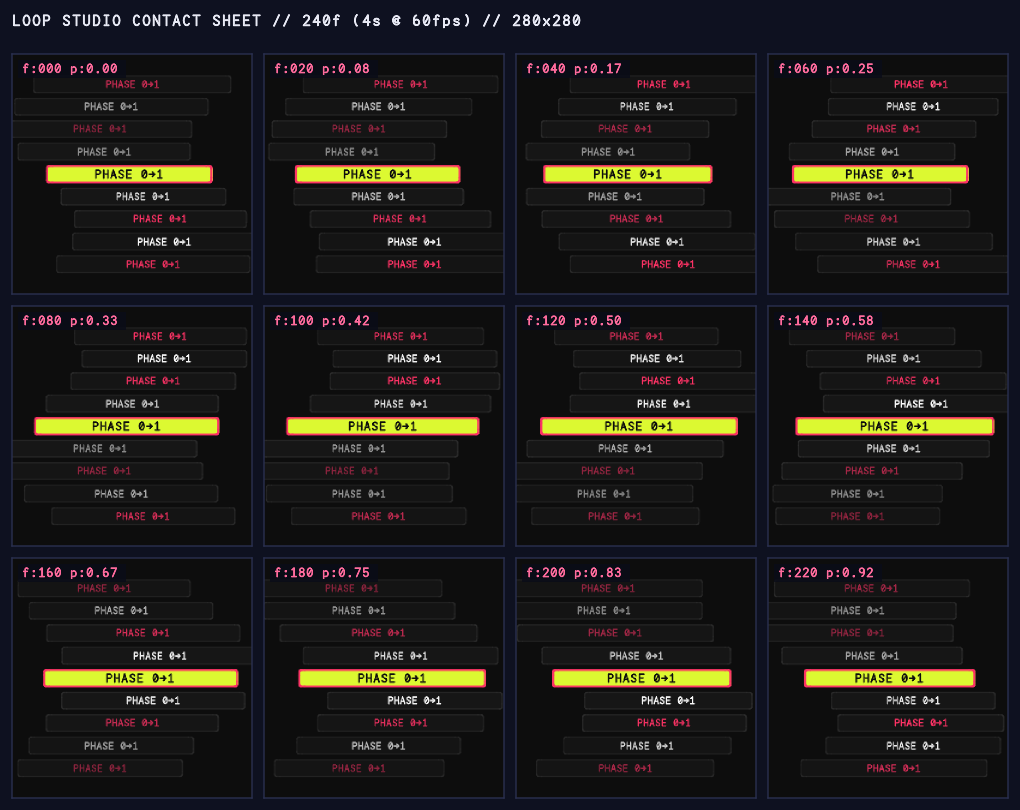 LOOP STUDIO CONTACT SHEET // 240f (4s @ 60fps) // 280x280
f:000 p:0.00
PHASE 0→1
PHASE 0→1
PHASE 0→1
PHASE 0→1
PHASE 0→1
PHASE 0→1
PHASE 0→1
PHASE 0→1
PHASE 0→1
f:020 p:0.08
PHASE 0→1
PHASE 0→1
PHASE 0→1
PHASE 0→1
PHASE 0→1
PHASE 0→1
PHASE 0→1
PHASE 0→1
PHASE 0→1
f:040 p:0.17
PHASE 0→1
PHASE 0→1
PHASE 0→1
PHASE 0→1
PHASE 0→1
PHASE 0→1
PHASE 0→1
PHASE 0→1
PHASE 0→1
f:060 p:0.25
PHASE 0→1
PHASE 0→1
PHASE 0→1
PHASE 0→1
PHASE 0→1
PHASE 0→1
PHASE 0→1
PHASE 0→1
PHASE 0→1
f:080 p:0.33
PHASE 0→1
PHASE 0→1
PHASE 0→1
PHASE 0→1
PHASE 0→1
PHASE 0→1
PHASE 0→1
PHASE 0→1
PHASE 0→1
f:100 p:0.42
PHASE 0→1
PHASE 0→1
PHASE 0→1
PHASE 0→1
PHASE 0→1
PHASE 0→1
PHASE 0→1
PHASE 0→1
PHASE 0→1
f:120 p:0.50
PHASE 0→1
PHASE 0→1
PHASE 0→1
PHASE 0→1
PHASE 0→1
PHASE 0→1
PHASE 0→1
PHASE 0→1
PHASE 0→1
f:140 p:0.58
PHASE 0→1
PHASE 0→1
PHASE 0→1
PHASE 0→1
PHASE 0→1
PHASE 0→1
PHASE 0→1
PHASE 0→1
PHASE 0→1
f:160 p:0.67
PHASE 0→1
PHASE 0→1
PHASE 0→1
PHASE 0→1
PHASE 0→1
PHASE 0→1
PHASE 0→1
PHASE 0→1
PHASE 0→1
f:180 p:0.75
PHASE 0→1
PHASE 0→1
PHASE 0→1
PHASE 0→1
PHASE 0→1
PHASE 0→1
PHASE 0→1
PHASE 0→1
PHASE 0→1
f:200 p:0.83
PHASE 0→1
PHASE 0→1
PHASE 0→1
PHASE 0→1
PHASE 0→1
PHASE 0→1
PHASE 0→1
PHASE 0→1
PHASE 0→1
f:220 p:0.92
PHASE 0→1
PHASE 0→1
PHASE 0→1
PHASE 0→1
PHASE 0→1
PHASE 0→1
PHASE 0→1
PHASE 0→1
PHASE 0→1